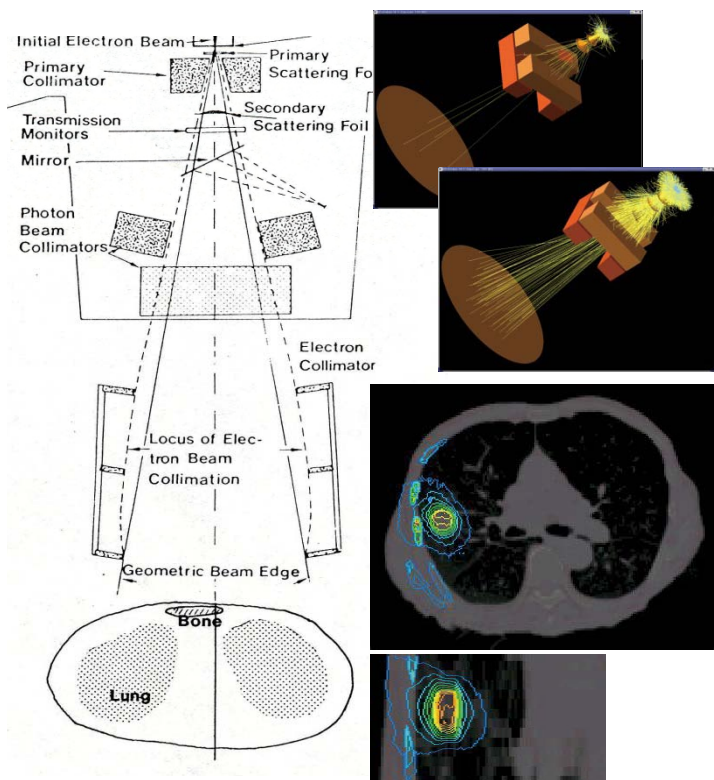 Initial Electron Beam
Primary
Scattering Fo
Primary
Collimator
Secondary
Scattering Foil
Transmission
Monitors
Mirror
Photon
Beam
Collimators
Electron
Collimator
Locus of Elec-
tron Beam
Collimation
Geometric Beam Edge
Bone
Lung